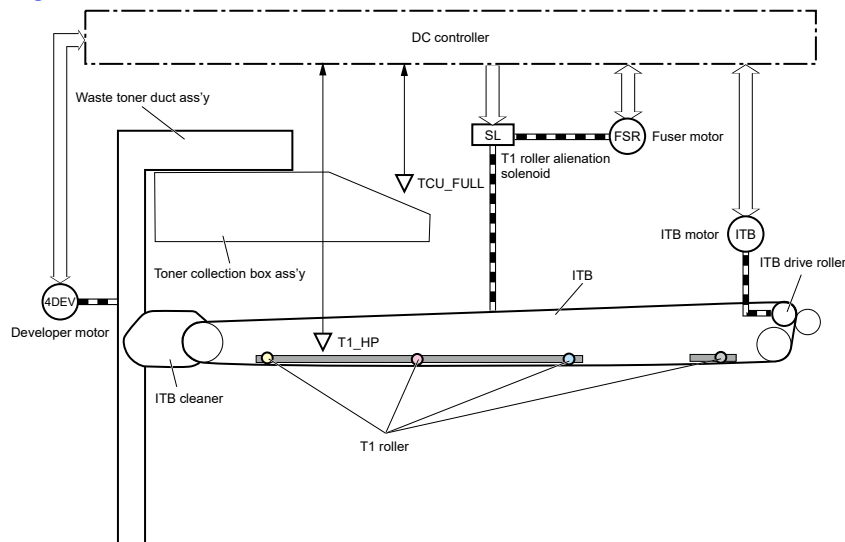 DC controller
Waste toner duct ass'y
SL
FSR
Fuser motor
T1 roller alienation
solenoid
TCU_FULL
ITB motor
ITB
ITB drive roller
Toner collection box ass'y
ITB
4DEV
Developer motor
T1_HP
ITB cleaner
T1 roller